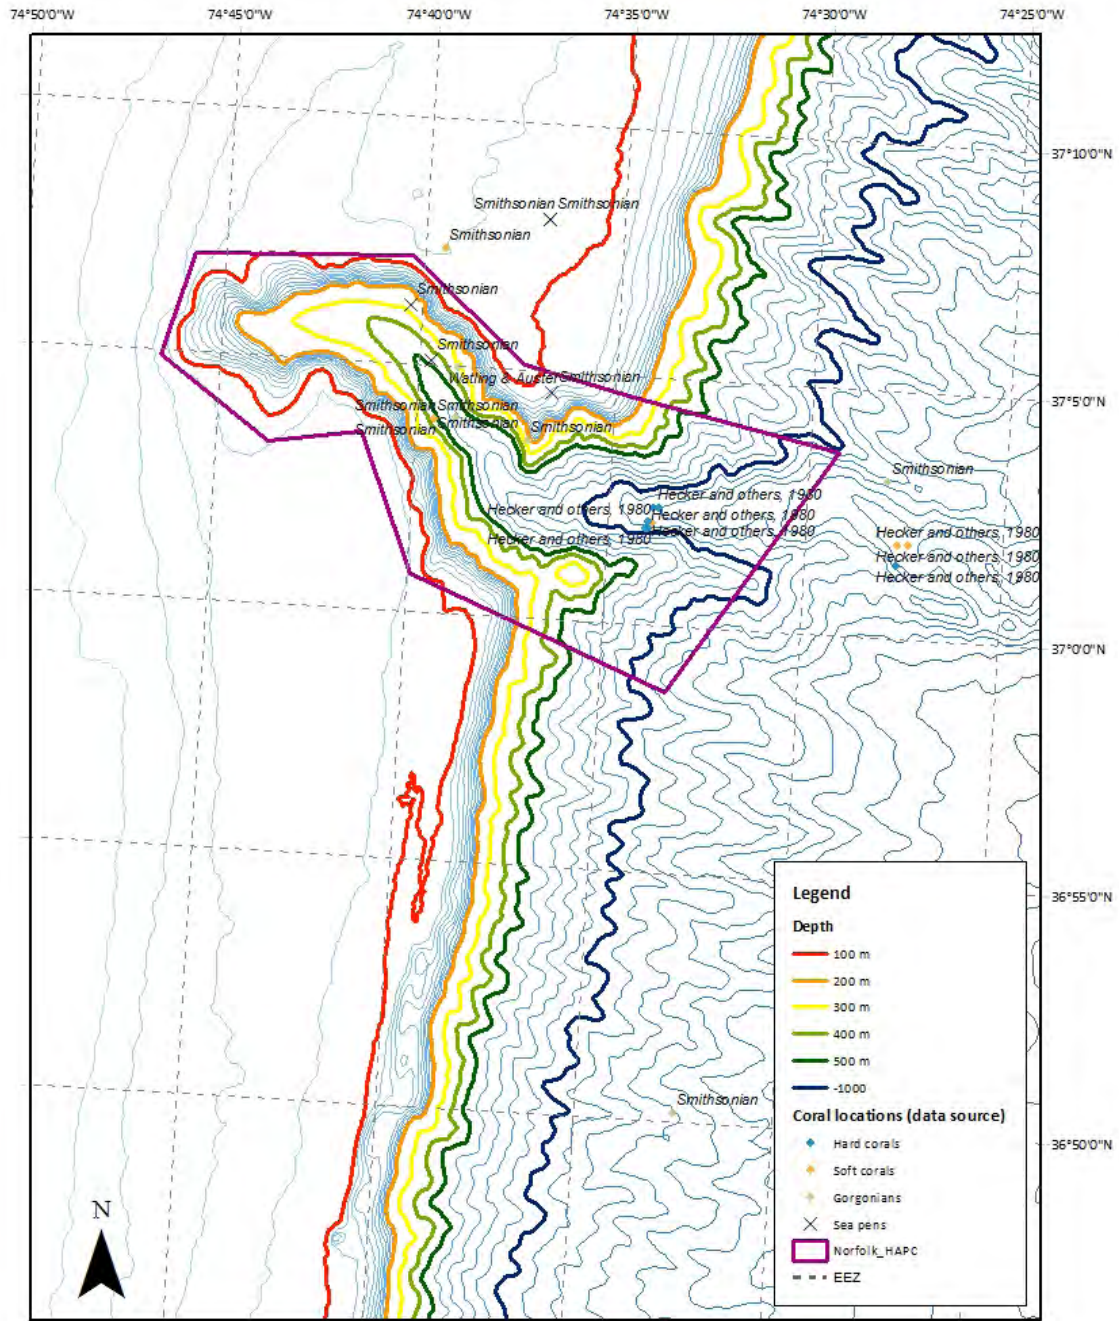 74°50'0"W 74°45'0"W 74°40'0"W 74°35'0"W 74°30'0"W 74°25'0"W
37°10'0"N
Smithsonian Smithsonian
Smithsonian
Smithsonian
Smithsonian
Watling & Auster Smithsonian
37°5'0"N
Smithsonian Smithsonian
Smithsonian Smithsonian
Smithsonian
Smithsonian
Hecker and others, 1980
Hecker and others, 1980
Hecker and others, 1980
Hecker and others, 1980
Hecker and others, 1980
Hecker and others, 1980
Hecker and others, 1980
Hecker and others, 1980
37°0'0"N
36°55'0"N
Legend
Depth
100 m
200 m
300 m
400 m
500 m
-1000
Smithsonian
Coral locations (data source)
Hard corals
36°50'0"N
Soft corals
Gorgonians
N
Sea pens
Norfolk_HAPC
EEZ